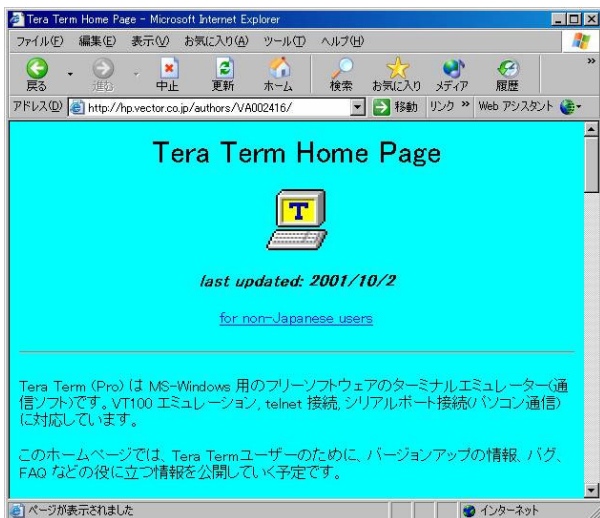 Tera Term Home Page - Microsoft Internet Explorer
ファイル(F) 編集(E) 表示(V) お気に入り(A) ツール(T) ヘルプ(H)
戻る 進む 中止 更新 ホーム 検索 お気に入り メディア 履歴 »
アドレス(D) http://hp.vector.co.jp/authors/VA002416/ 移動 リンク » Web アシスタント
Tera Term Home Page
T
last updated: 2001/10/2
for non-Japanese users
Tera Term (Pro) は MS-Windows 用のフリーソフトウェアのターミナルエミュレーター(通
信ソフト)です。VT100 エミュレーション, telnet 接続, シリアルポート接続(パソコン通信)
に対応しています。
このホームページでは、Tera Termユーザーのために、バージョンアップの情報、バグ、
FAQ などの役に立つ情報を公開していく予定です。
ページが表示されました インターネット